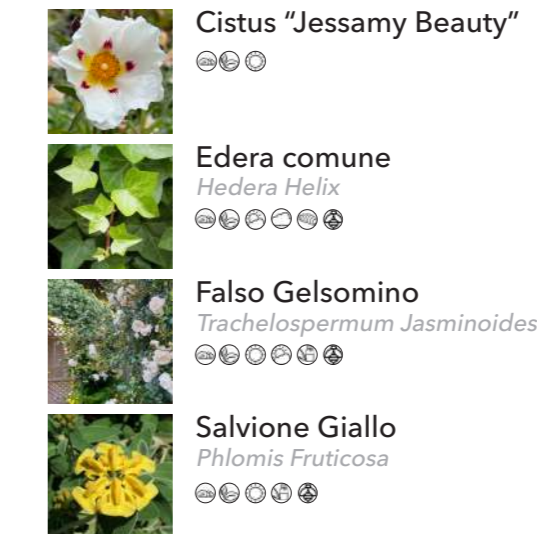 Cistus “Jessamy Beauty”
Edera comune
Hedera Helix
Falso Gelsomino
Trachelospermum Jasminoides
Salvione Giallo
Phlomis Fruticosa